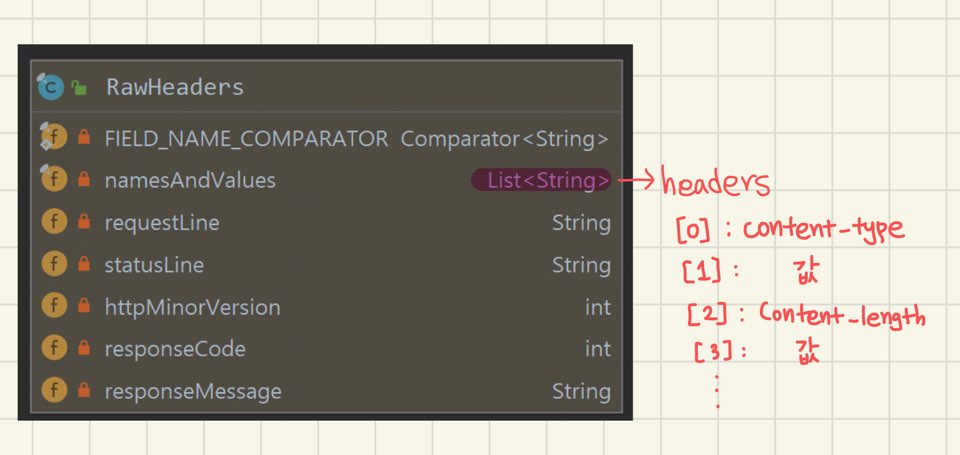 RawHeaders
FIELD_NAME_COMPARATOR Comparator<String>
namesAndValues List<String> → headers
requestLine String
statusLine String
httpMinorVersion int
responseCode int
responseMessage String
[0] : content-type
[1] : 값
[2] : Content-length
[3] : 값